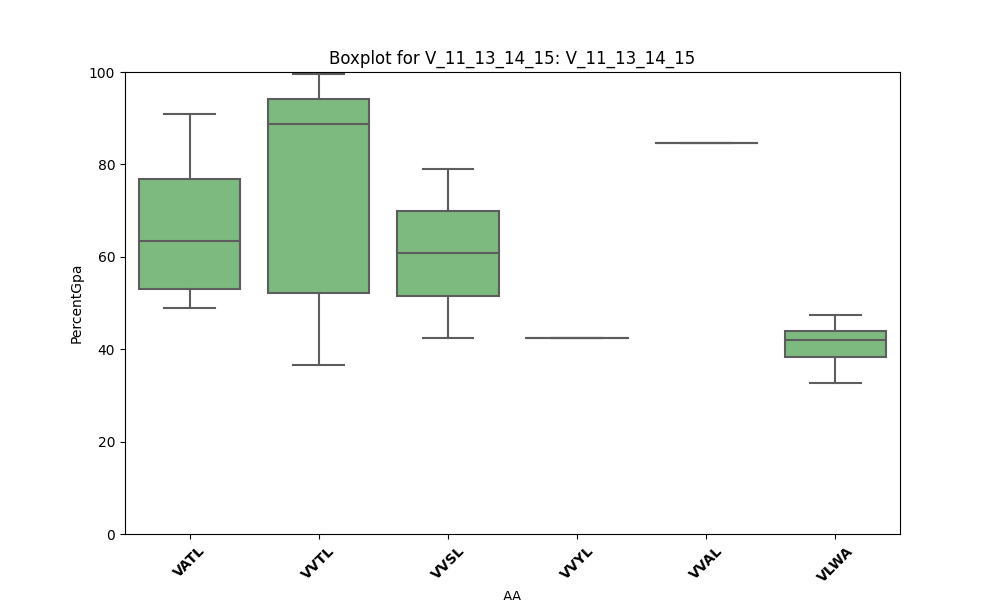 Boxplot for V_11_13_14_15: V_11_13_14_15
PercentGpa
100
80
60
40
20
0
VATL VVTL VVSL VVYL VVAL VLWA
AA